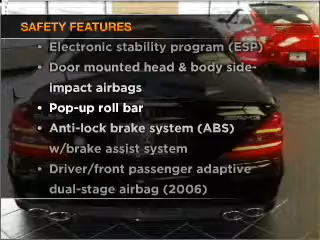 SAFETY FEATURES
• Electronic stability program (ESP)
• Door mounted head & body side-
impact airbags
• Pop-up roll bar
• Anti-lock brake system (ABS)
w/brake assist system
• Driver/front passenger adaptive
dual-stage airbag (2006)